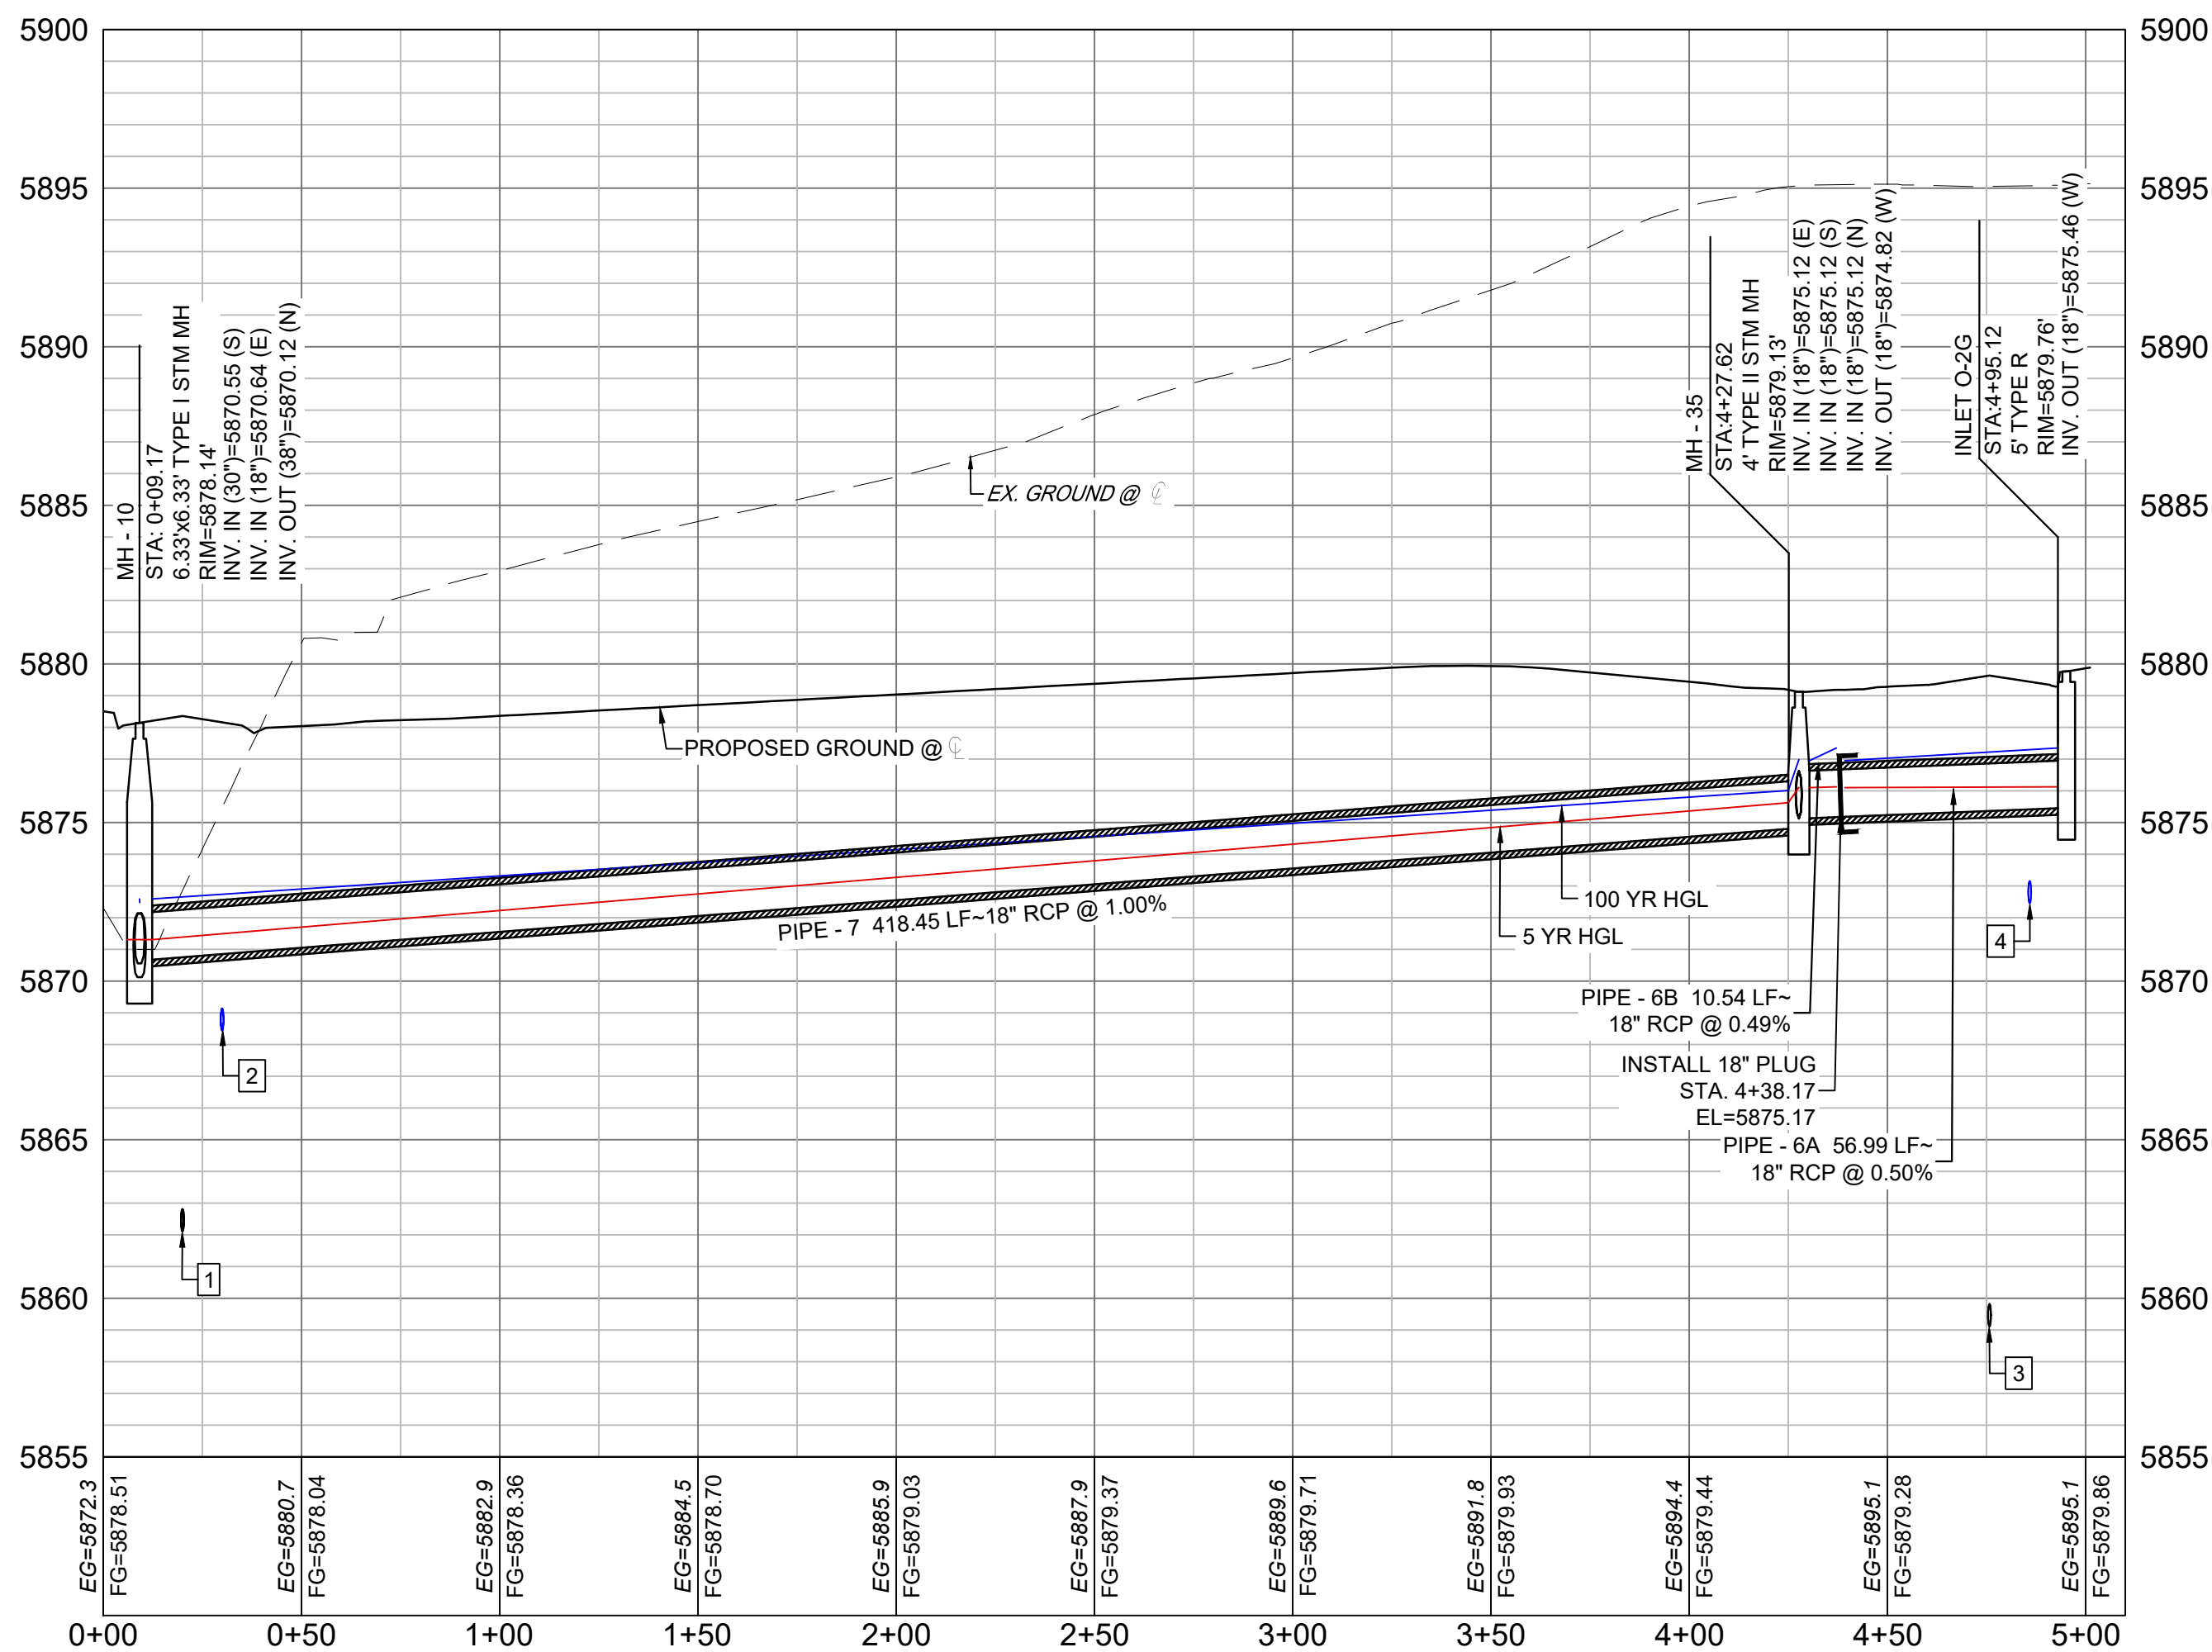 5900
5895
5890
5885
5880
5875
5870
5865
5860
5855
5900
5895
5890
5885
5880
5875
5870
5865
5860
5855
MH - 10
STA: 0+09.17
6.33'x6.33' TYPE I STM MH
RIM=5878.14'
INV. IN (30")=5870.55 (S)
INV. IN (18")=5870.64 (E)
INV. OUT (38")=5870.12 (N)
MH - 35
STA:4+27.62
4' TYPE II STM MH
RIM=5879.13'
INV. IN (18")=5875.12 (E)
INV. IN (18")=5875.12 (S)
INV. IN (18")=5875.12 (N)
INV. OUT (18")=5874.82 (W)
INLET O-2G
STA:4+95.12
5' TYPE R
RIM=5879.76'
INV. OUT (18")=5875.46 (W)
EX. GROUND @ ℄
PROPOSED GROUND @ ℄
PIPE - 7 418.45 LF~18" RCP @ 1.00%
100 YR HGL
5 YR HGL
PIPE - 6B 10.54 LF~
18" RCP @ 0.49%
INSTALL 18" PLUG
STA. 4+38.17
EL=5875.17
PIPE - 6A 56.99 LF~
18" RCP @ 0.50%
1
2
3
4
EG=5872.3
FG=5878.51
EG=5880.7
FG=5878.04
EG=5882.9
FG=5878.36
EG=5884.5
FG=5878.70
EG=5885.9
FG=5879.03
EG=5887.9
FG=5879.37
EG=5889.6
FG=5879.71
EG=5891.8
FG=5879.93
EG=5894.4
FG=5879.44
EG=5895.1
FG=5879.28
EG=5895.1
FG=5879.86
0+00 0+50 1+00 1+50 2+00 2+50 3+00 3+50 4+00 4+50 5+00